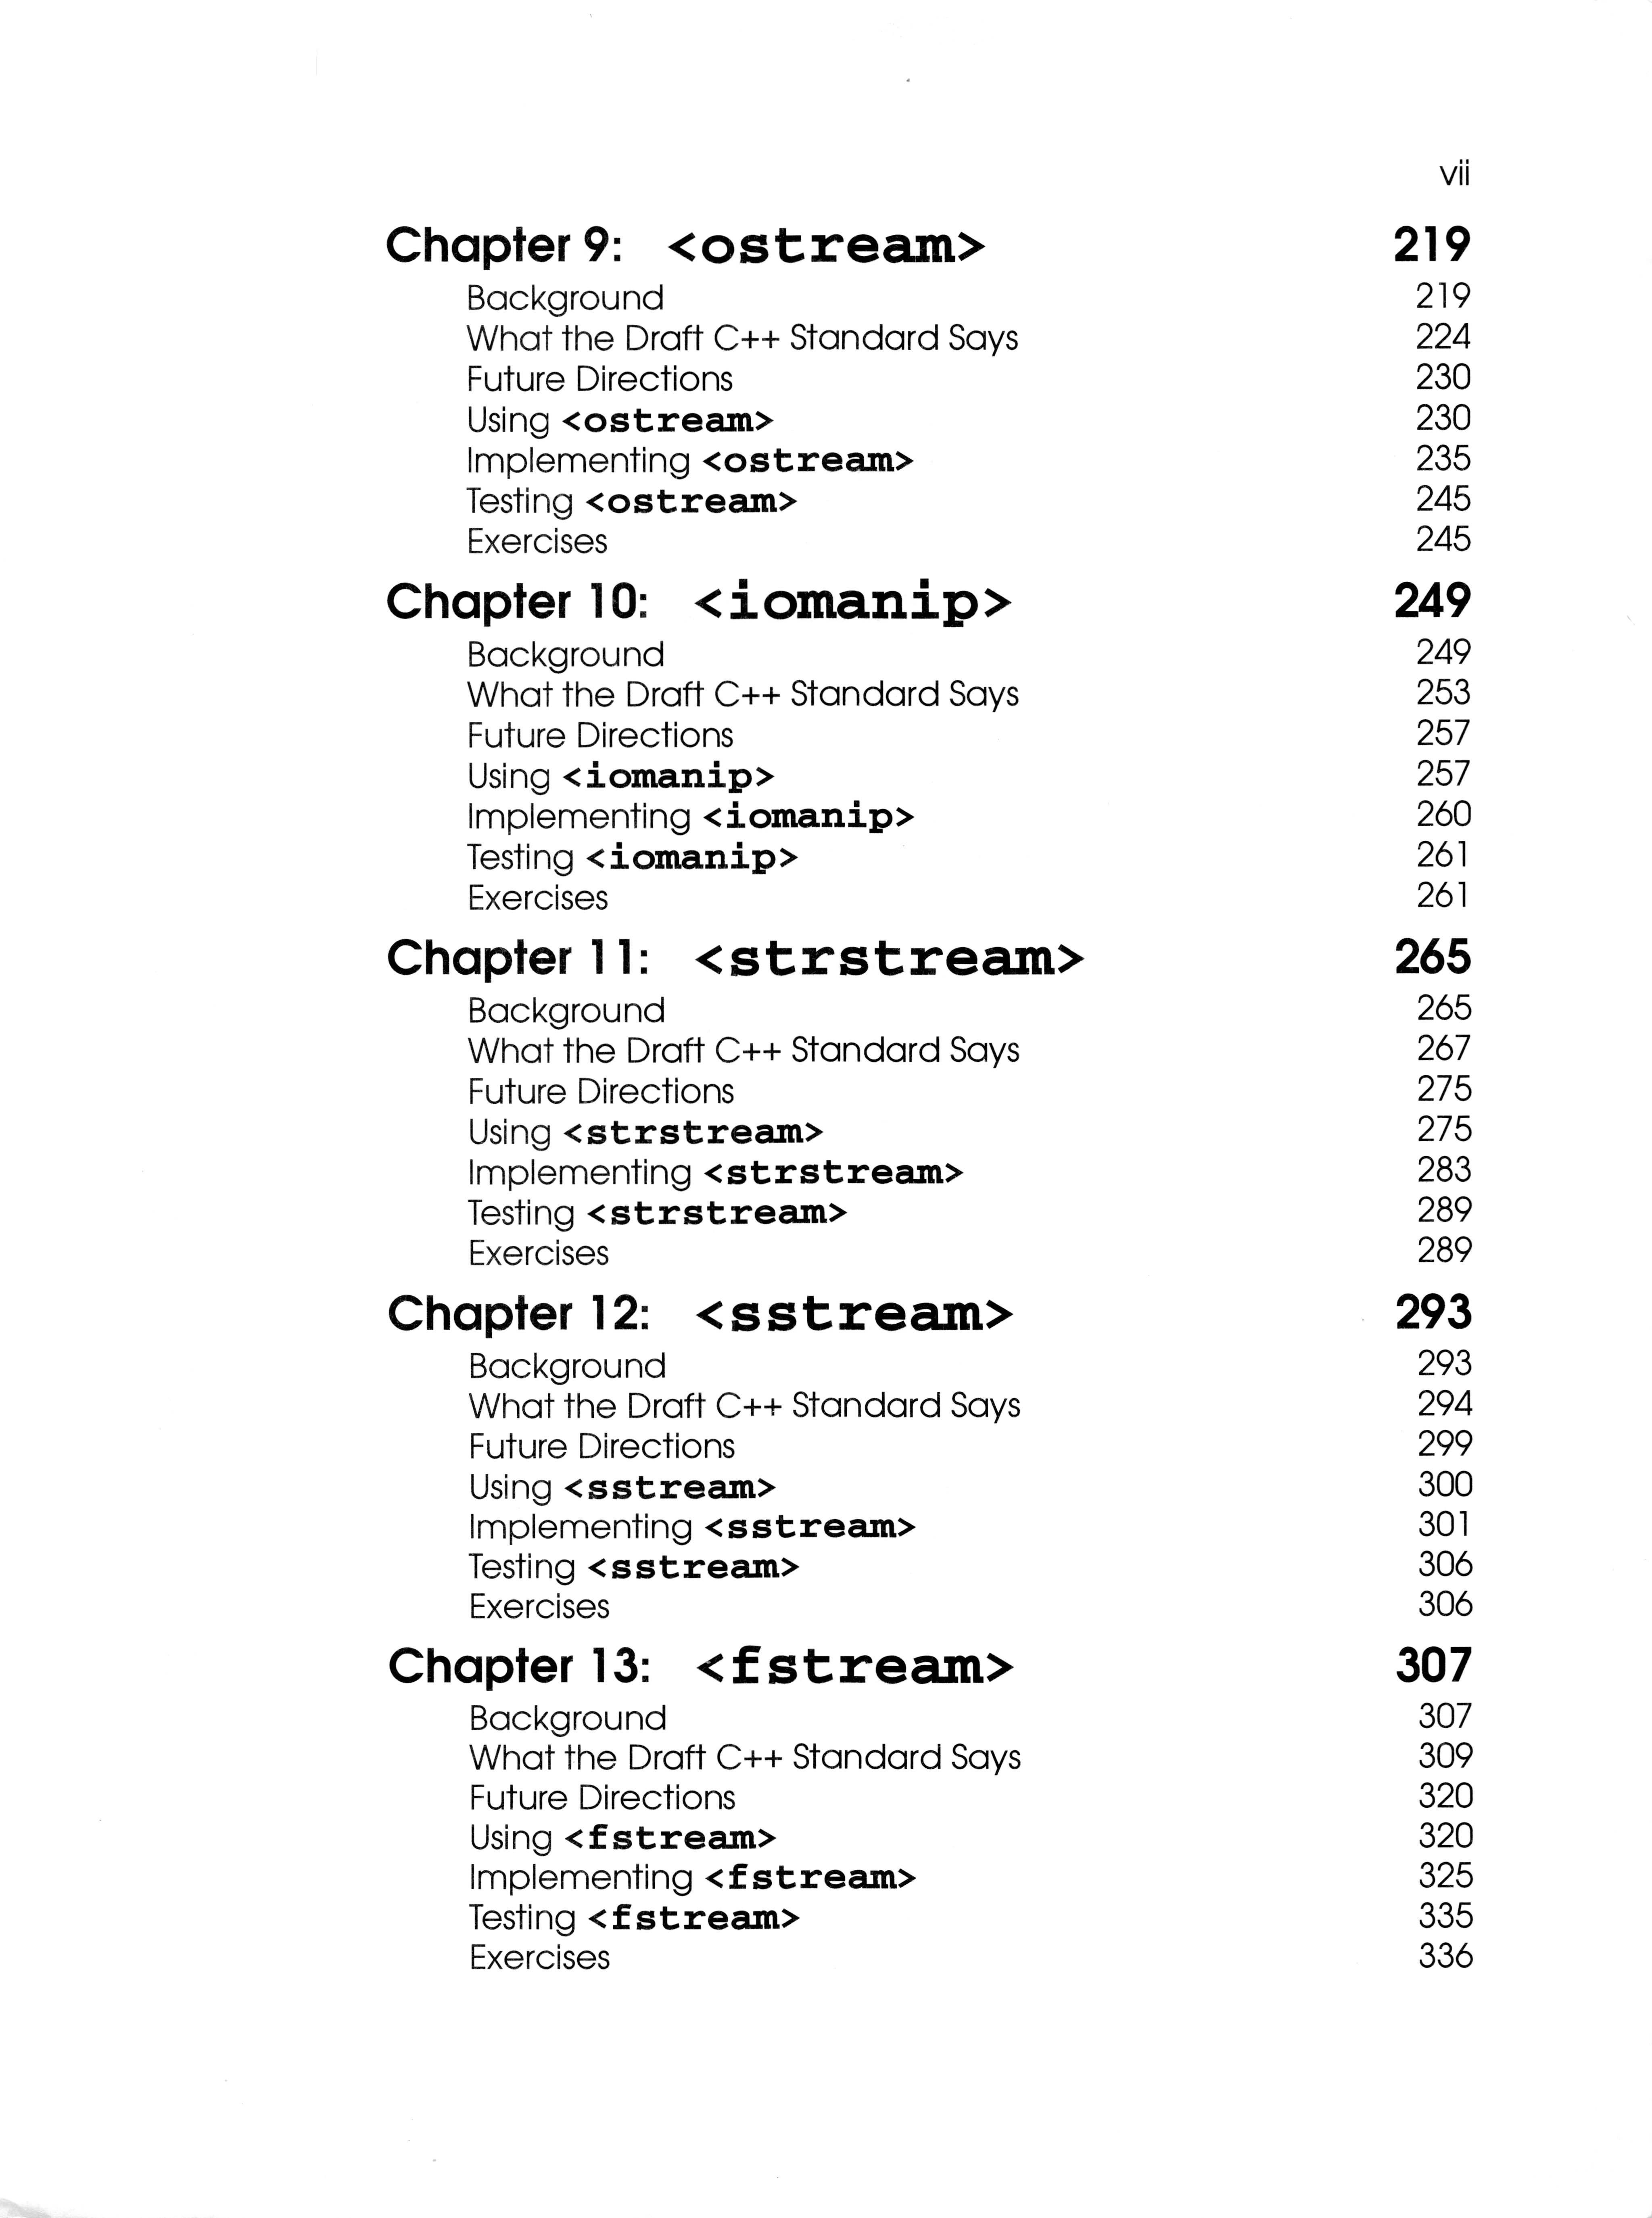 vii
Chapter 9: <ostream> 219
Background 219
What the Draft C++ Standard Says 224
Future Directions 230
Using <ostream> 230
Implementing <ostream> 235
Testing <ostream> 245
Exercises 245
Chapter 10: <iomanip> 249
Background 249
What the Draft C++ Standard Says 253
Future Directions 257
Using <iomanip> 257
Implementing <iomanip> 260
Testing <iomanip> 261
Exercises 261
Chapter 11: <strstream> 265
Background 265
What the Draft C++ Standard Says 267
Future Directions 275
Using <strstream> 275
Implementing <strstream> 283
Testing <strstream> 289
Exercises 289
Chapter 12: <sstream> 293
Background 293
What the Draft C++ Standard Says 294
Future Directions 299
Using <sstream> 300
Implementing <sstream> 301
Testing <sstream> 306
Exercises 306
Chapter 13: <fstream> 307
Background 307
What the Draft C++ Standard Says 309
Future Directions 320
Using <fstream> 320
Implementing <fstream> 325
Testing <fstream> 335
Exercises 336